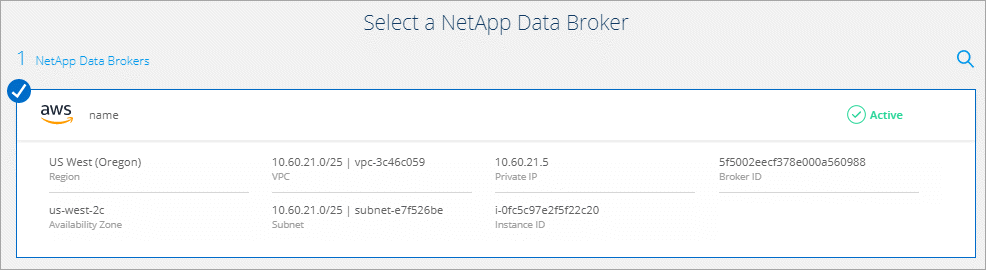 Select a NetApp Data Broker
1 NetApp Data Brokers
aws name Active
US West (Oregon) 10.60.21.0/25 | vpc-3c46c059 10.60.21.5 5f5002eecf378e000a560988
Region VPC Private IP Broker ID
us-west-2c 10.60.21.0/25 | subnet-e7f526be i-0fc5c97e2f5f22c20
Availability Zone Subnet Instance ID